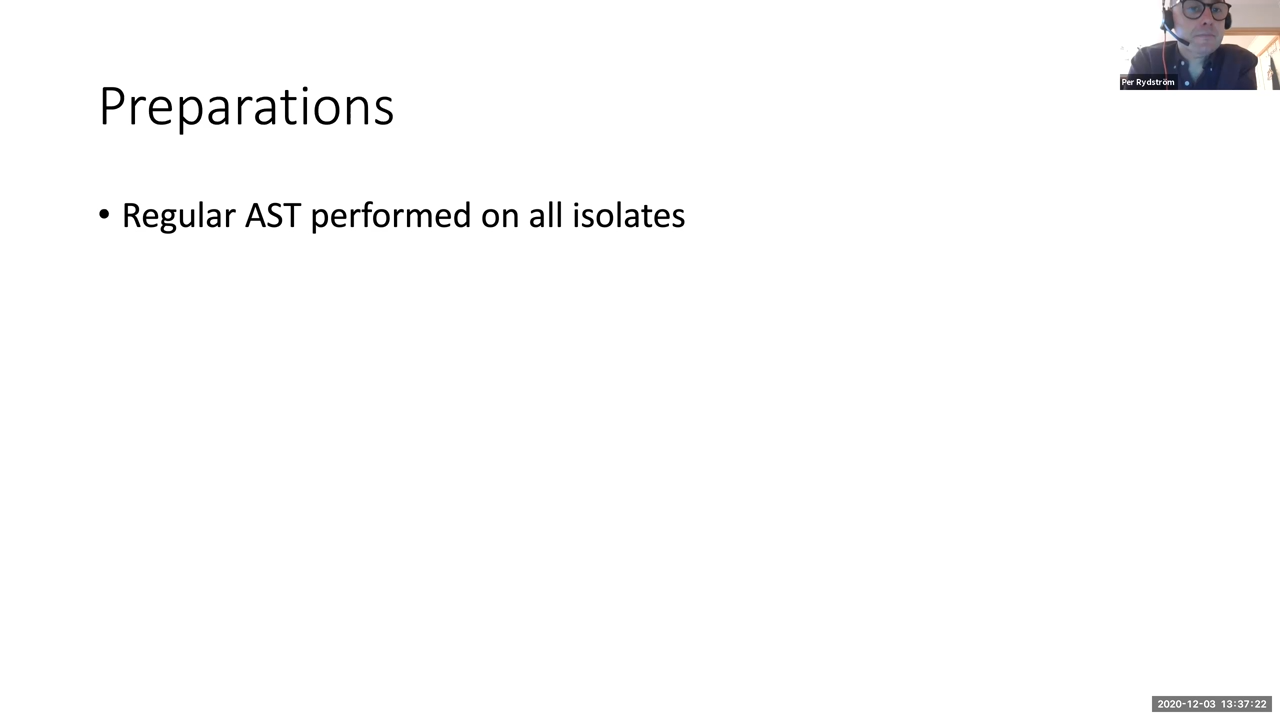 Per Rydström
Preparations
• Regular AST performed on all isolates
2020-12-03 13:37:22